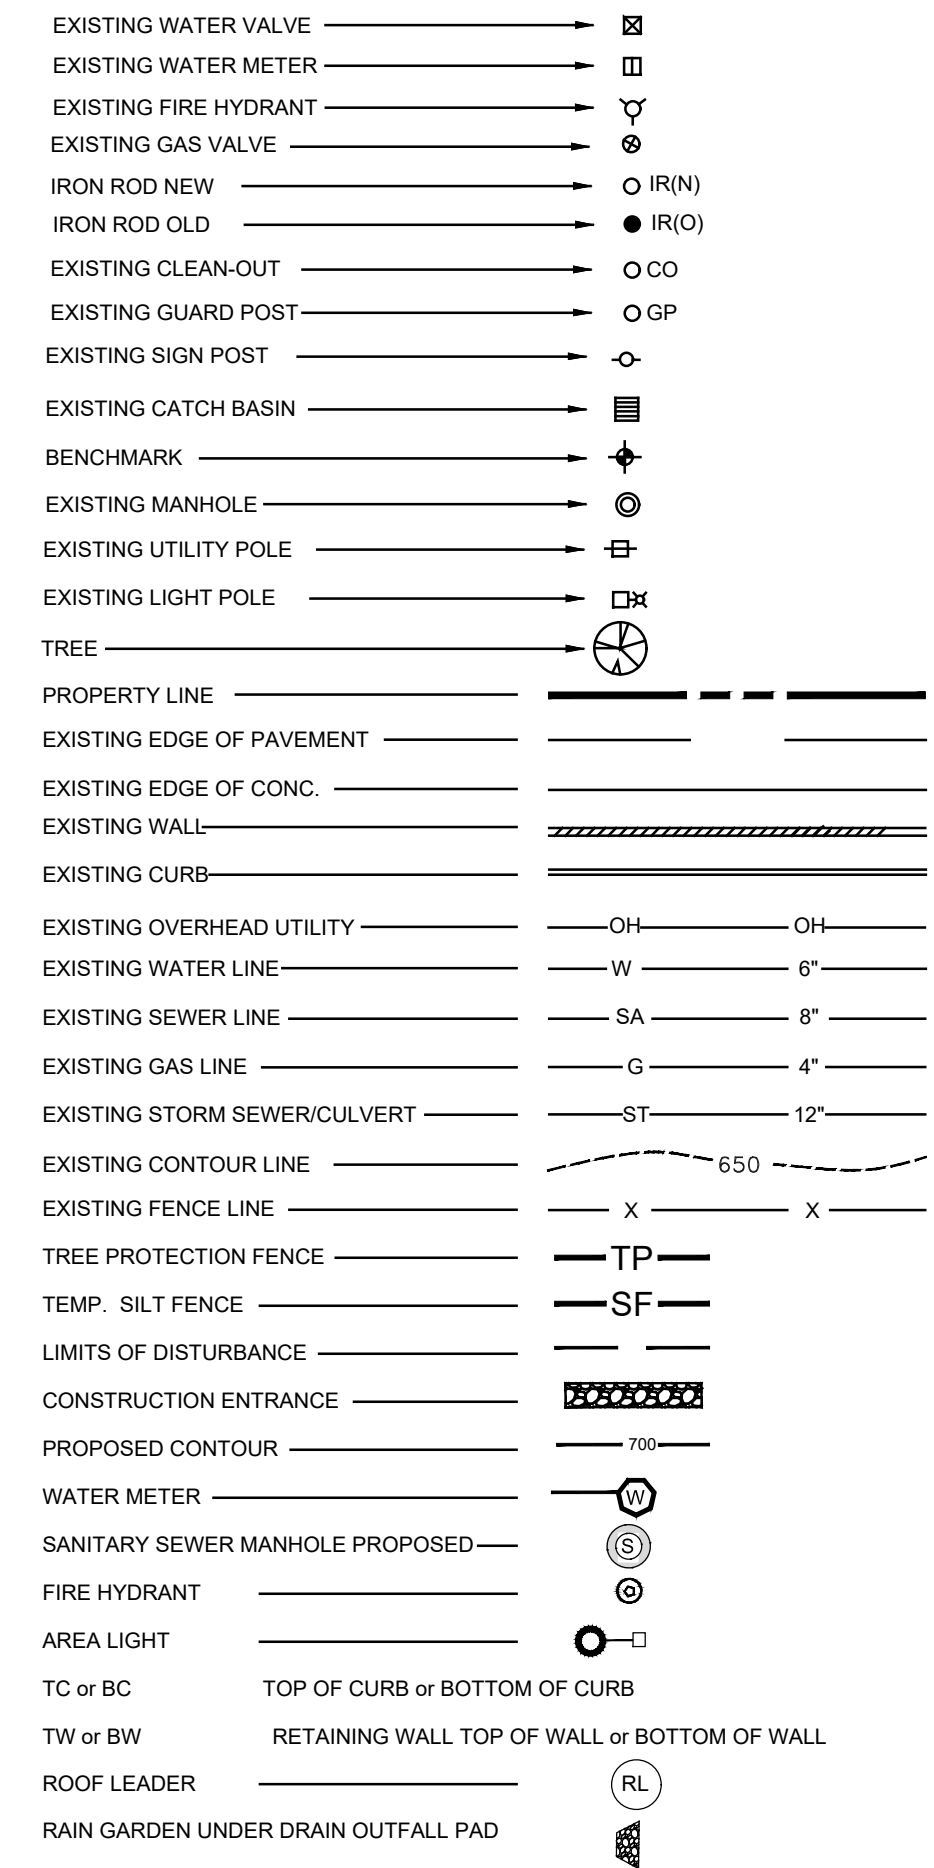 EXISTING WATER VALVE
EXISTING WATER METER
EXISTING FIRE HYDRANT
EXISTING GAS VALVE
IRON ROD NEW IR(N)
IRON ROD OLD IR(O)
EXISTING CLEAN-OUT CO
EXISTING GUARD POST GP
EXISTING SIGN POST
EXISTING CATCH BASIN
BENCHMARK
EXISTING MANHOLE
EXISTING UTILITY POLE
EXISTING LIGHT POLE
TREE
PROPERTY LINE
EXISTING EDGE OF PAVEMENT
EXISTING EDGE OF CONC.
EXISTING WALL
EXISTING CURB
EXISTING OVERHEAD UTILITY OH OH
EXISTING WATER LINE W 6"
EXISTING SEWER LINE SA 8"
EXISTING GAS LINE G 4"
EXISTING STORM SEWER/CULVERT ST 12"
EXISTING CONTOUR LINE 650
EXISTING FENCE LINE X X
TREE PROTECTION FENCE TP
TEMP. SILT FENCE SF
LIMITS OF DISTURBANCE
CONSTRUCTION ENTRANCE
PROPOSED CONTOUR 700
WATER METER W
SANITARY SEWER MANHOLE PROPOSED S
FIRE HYDRANT
AREA LIGHT
TC or BC TOP OF CURB or BOTTOM OF CURB
TW or BW RETAINING WALL TOP OF WALL or BOTTOM OF WALL
ROOF LEADER RL
RAIN GARDEN UNDER DRAIN OUTFALL PAD